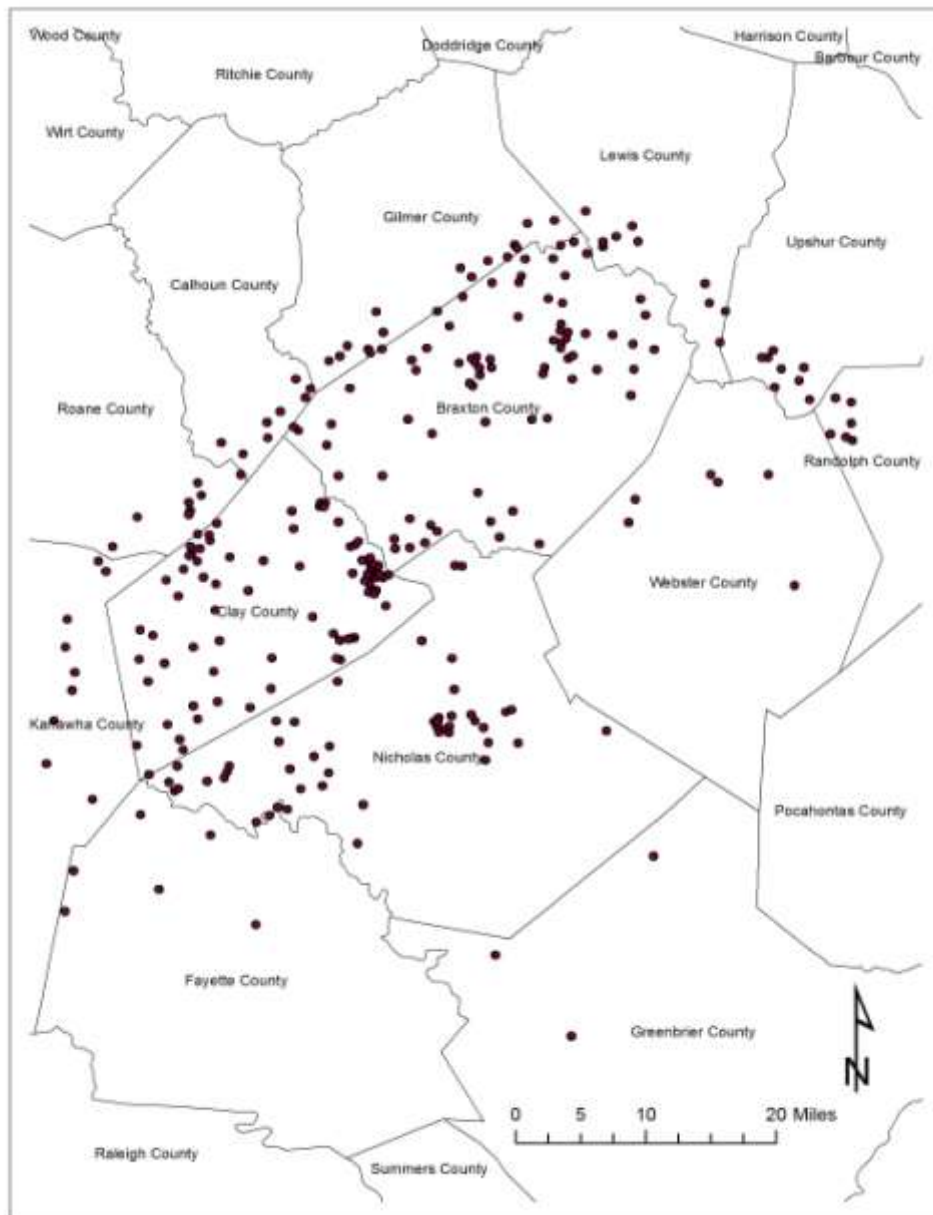 Wood County
Doddridge County
Harrison County
Barbour County
Ritchie County
Wirt County
Lewis County
Gilmer County
Upshur County
Calhoun County
Roane County
Braxton County
Randolph County
Webster County
Clay County
Kanawha County
Nicholas County
Pocahontas County
Fayette County
Greenbrier County
N
0 5 10 20 Miles
Raleigh County
Summers County